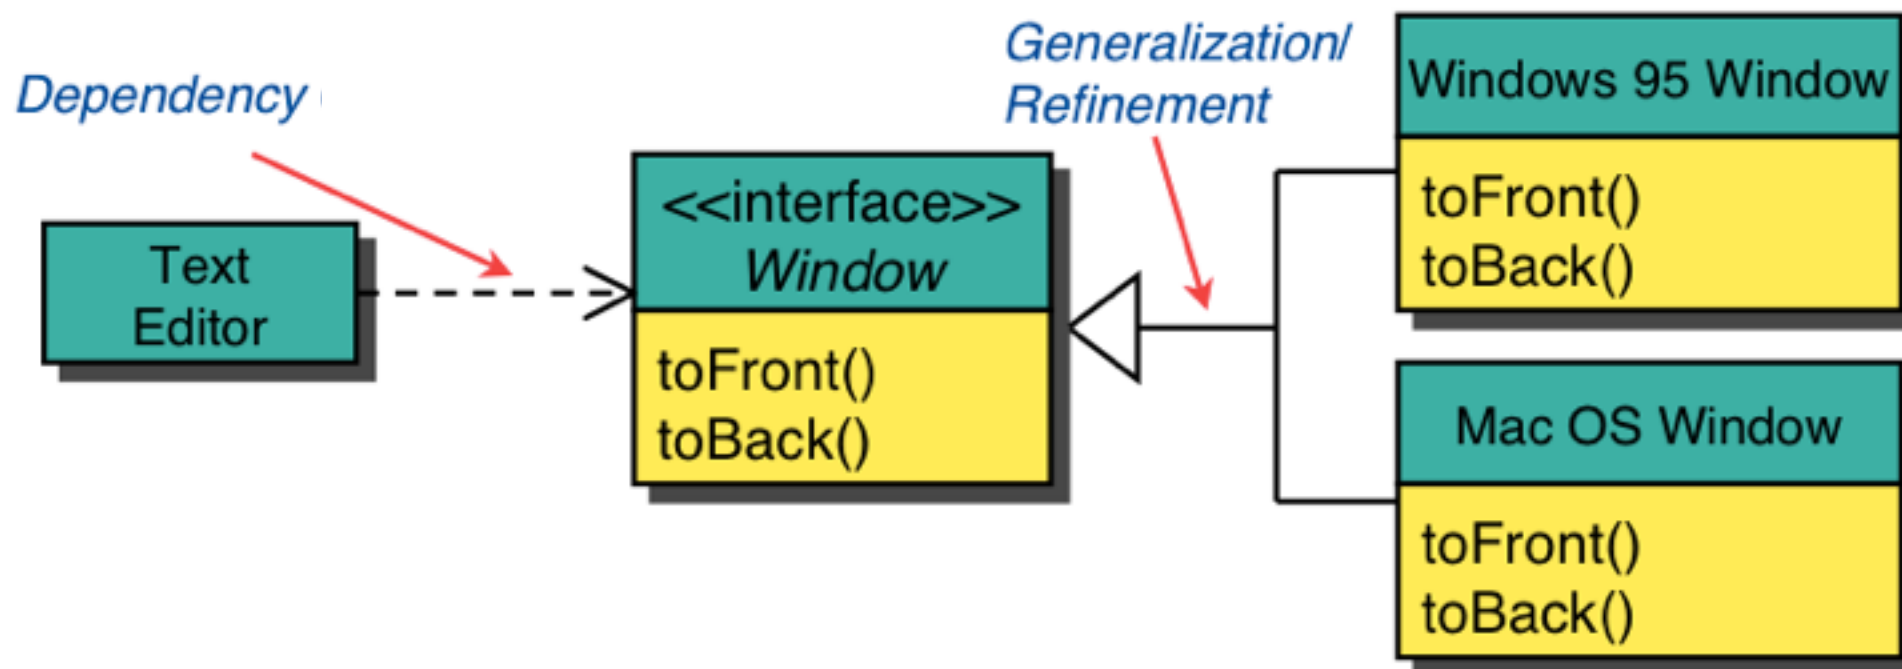 Dependency
Text
Editor
<<interface>>
Window
toFront()
toBack()
Generalization/
Refinement
Windows 95 Window
toFront()
toBack()
Mac OS Window
toFront()
toBack()